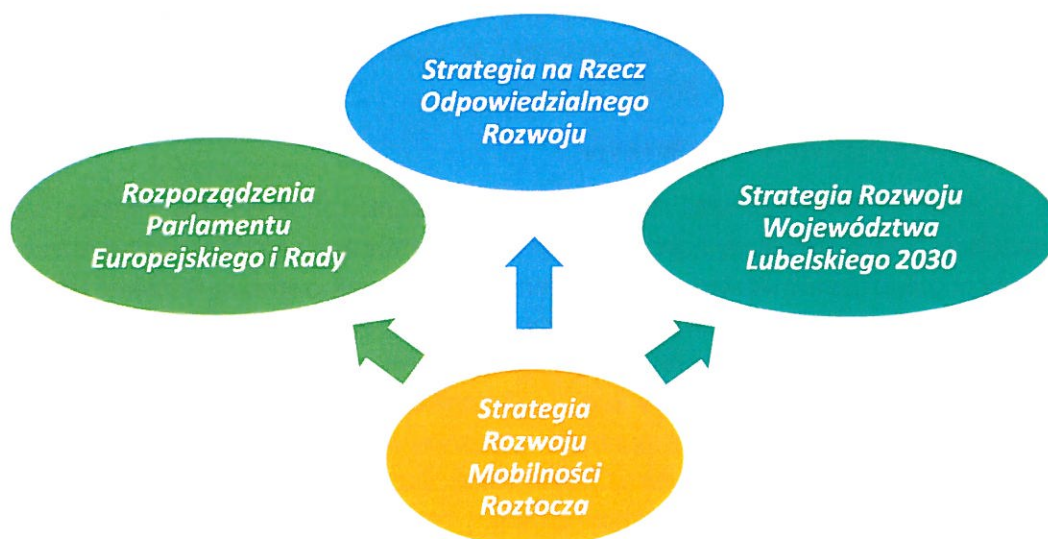 Strategia na Rzecz
Odpowiedzialnego
Rozwoju
Rozporządzenia
Parlamentu
Europejskiego i Rady
Strategia Rozwoju
Województwa
Lubelskiego 2030
Strategia
Rozwoju
Mobilności
Roztocza